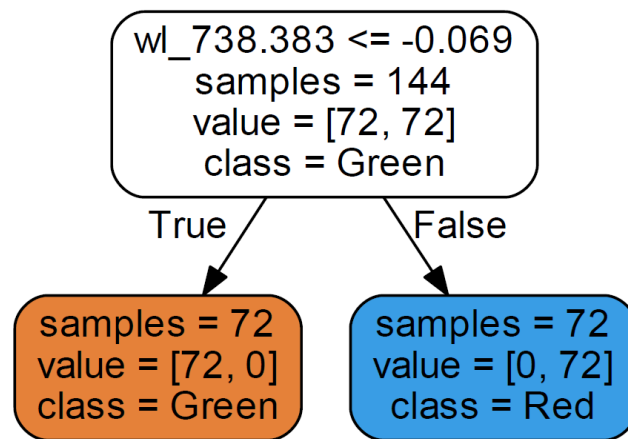 wl_738.383 <= -0.069
samples = 144
value = [72, 72]
class = Green
True
False
samples = 72
value = [72, 0]
class = Green
samples = 72
value = [0, 72]
class = Red